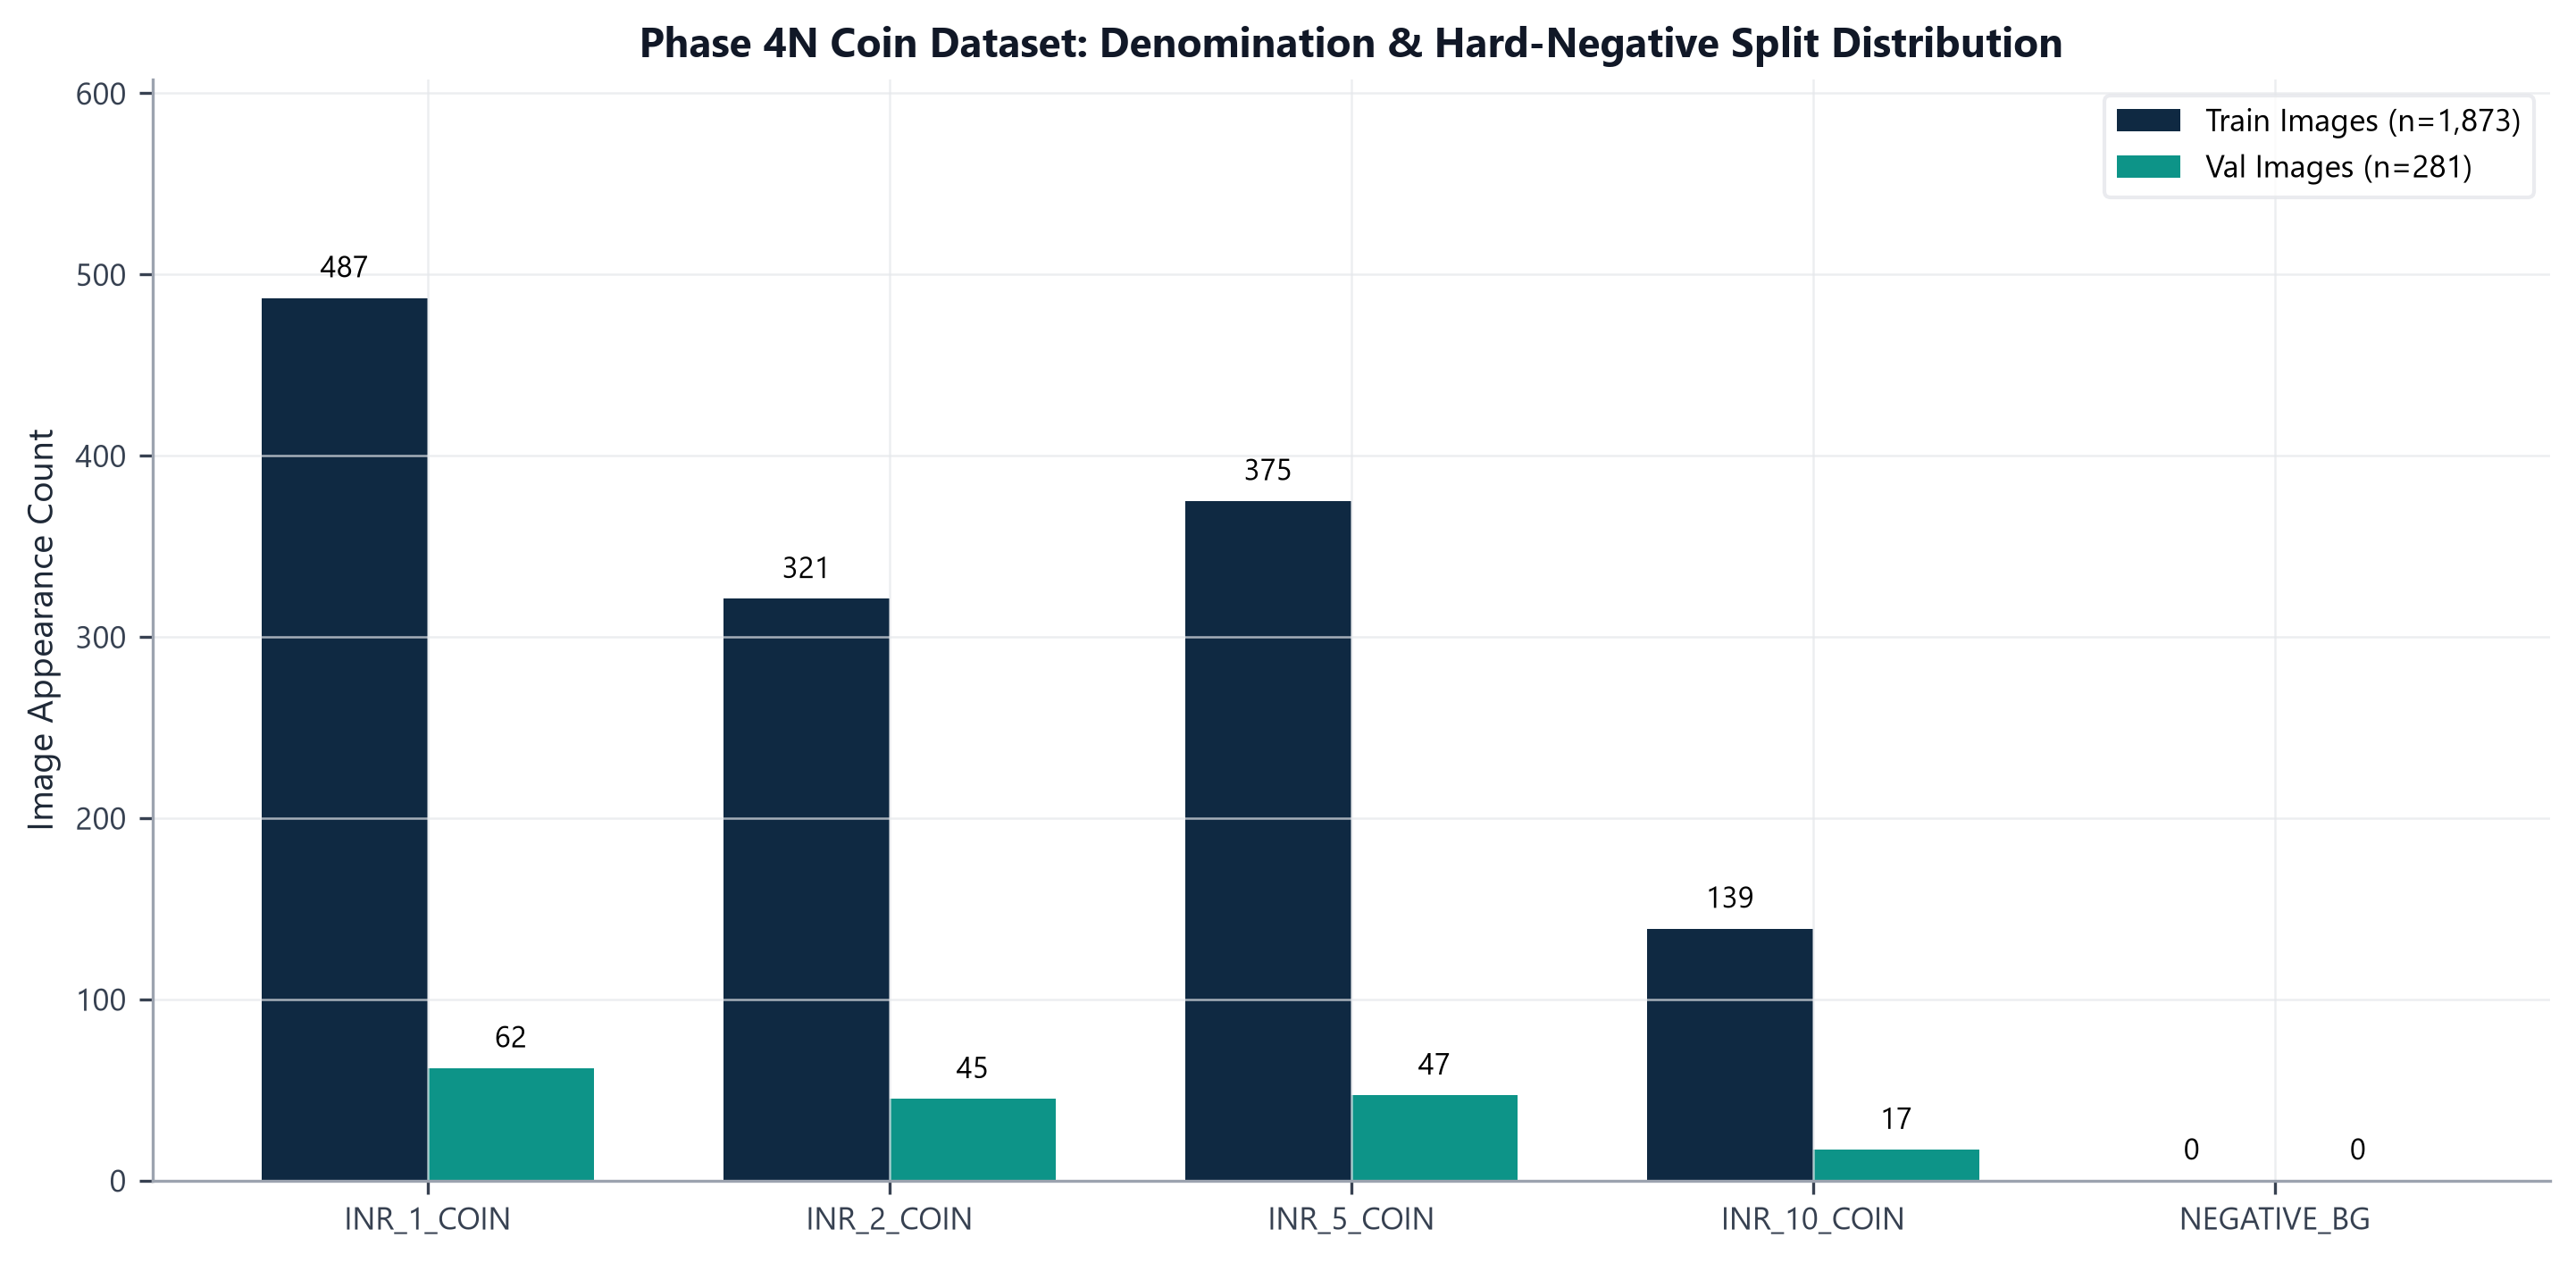 Phase 4N Coin Dataset: Denomination & Hard-Negative Split Distribution
600
500
400
300
200
100
0
Image Appearance Count
Train Images (n=1,873)
Val Images (n=281)
487
62
321
45
375
47
139
17
0
0
INR_1_COIN
INR_2_COIN
INR_5_COIN
INR_10_COIN
NEGATIVE_BG